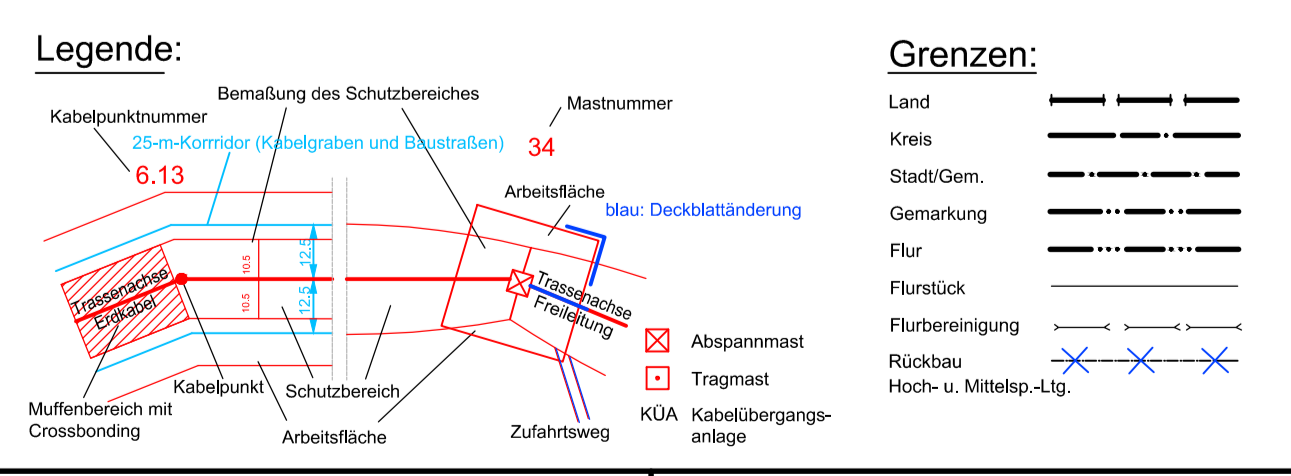 Legende:
Kabelpunktnummer
Bemaßung des Schutzbereiches
Mastnummer
25-m-Korrridor (Kabelgraben und Baustraßen)
34
6.13
Arbeitsfläche
blau: Deckblattänderung
10.5
12.5
10.5
12.5
Trassenachse
Erdkabel
Trassenachse
Freileitung
Kabelpunkt
Schutzbereich
Muffenbereich mit
Crossbonding
Arbeitsfläche
Zufahrtsweg
Abspannmast
Tragmast
KÜA Kabelübergangs-
anlage
Grenzen:
Land
Kreis
Stadt/Gem.
Gemarkung
Flur
Flurstück
Flurbereinigung
Rückbau
Hoch- u. Mittelsp.-Ltg.